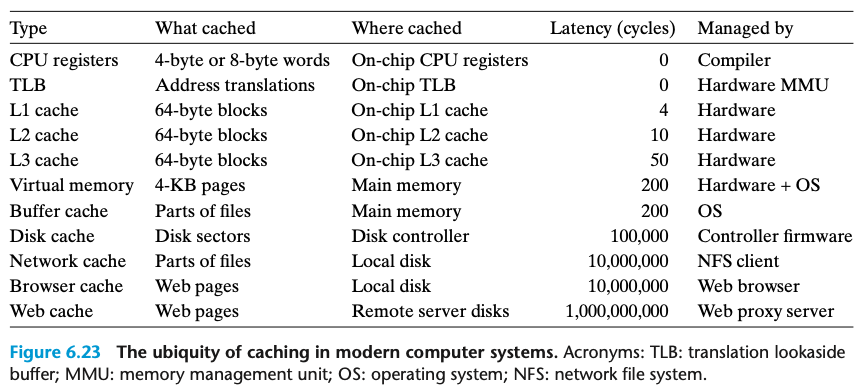 Type What cached Where cached Latency (cycles) Managed by
CPU registers 4-byte or 8-byte words On-chip CPU registers 0 Compiler
TLB Address translations On-chip TLB 0 Hardware MMU
L1 cache 64-byte blocks On-chip L1 cache 4 Hardware
L2 cache 64-byte blocks On-chip L2 cache 10 Hardware
L3 cache 64-byte blocks On-chip L3 cache 50 Hardware
Virtual memory 4-KB pages Main memory 200 Hardware + OS
Buffer cache Parts of files Main memory 200 OS
Disk cache Disk sectors Disk controller 100,000 Controller firmware
Network cache Parts of files Local disk 10,000,000 NFS client
Browser cache Web pages Local disk 10,000,000 Web browser
Web cache Web pages Remote server disks 1,000,000,000 Web proxy server
Figure 6.23 The ubiquity of caching in modern computer systems. Acronyms: TLB: translation lookaside
buffer; MMU: memory management unit; OS: operating system; NFS: network file system.